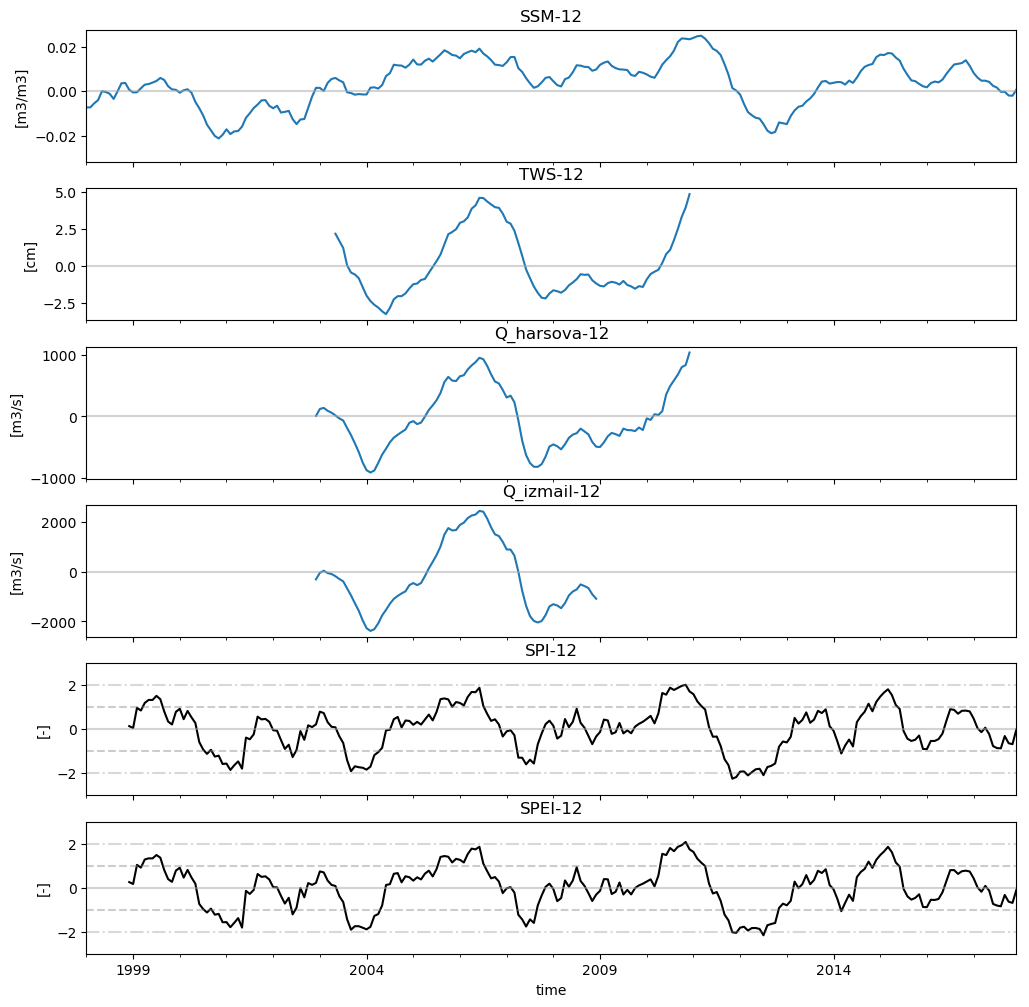 SSM-12
0.02
0.00
−0.02
[m3/m3]
TWS-12
5.0
2.5
0.0
−2.5
[cm]
Q_harsova-12
1000
0
−1000
[m3/s]
Q_izmail-12
2000
0
−2000
[m3/s]
SPI-12
2
0
−2
[-]
SPEI-12
2
0
−2
[-]
1999 2004 2009 2014
time